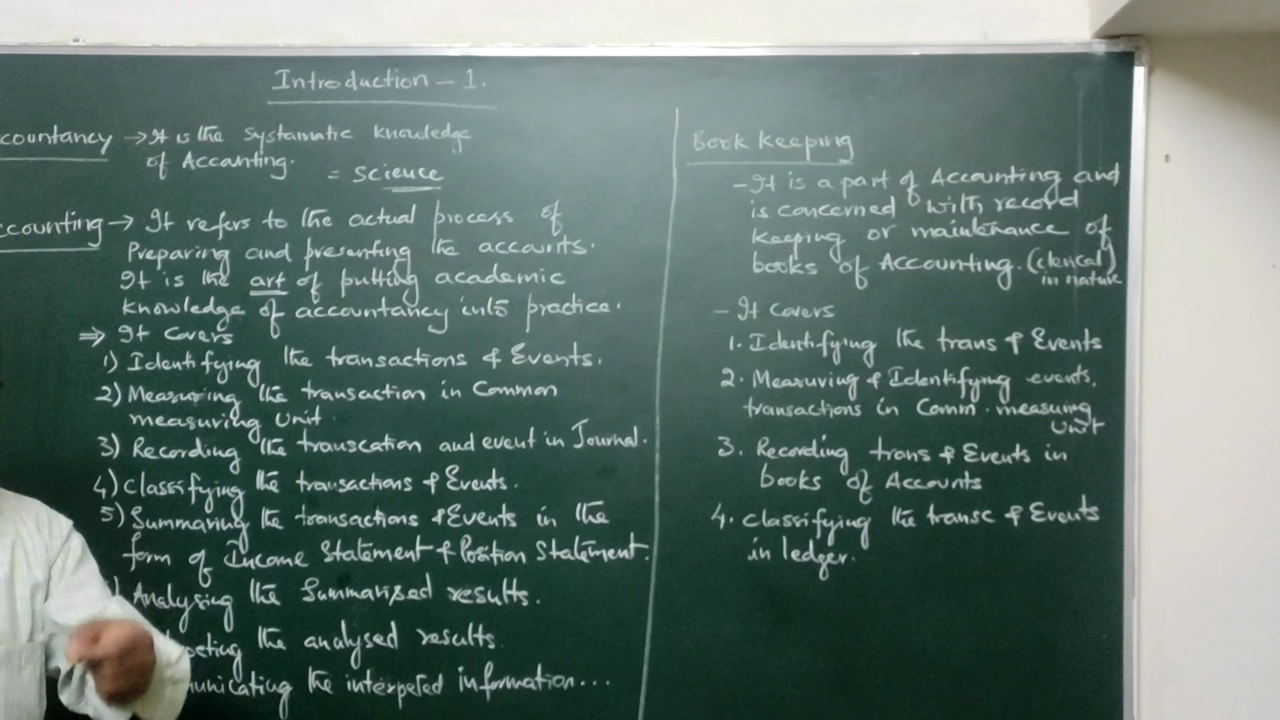 Introduction - 1.
ccountancy → It is the systematic knowledge
of Accounting.
= science
ccounting → It refers to the actual process of
Preparing and presenting the accounts.
It is the art of putting academic
knowledge of accountancy into practice.
⇒ It Covers
1) Identifying the transactions & Events.
2) Measuring the transaction in Common
measuring Unit.
3) Recording the transcation and event in Journal.
4) Classifying the transactions & Events.
5) Summaring the transactions & Events in the
form of Income Statement & Position Statement.
) Analysing the Summarised results.
peting the analysed results.
unicating the interpeted information...
Book Keeping
- It is a part of Accounting and
is concerned with record
keeping or maintenance of
books of Accounting. (clerical)
in nature
- It covers
1. Identifying the trans & Events
2. Measuring & Identifying events,
transactions in Comm. measuring
Unit
3. Recording trans & Events in
books of Accounts
4. classifying the transc & Events
in ledger.